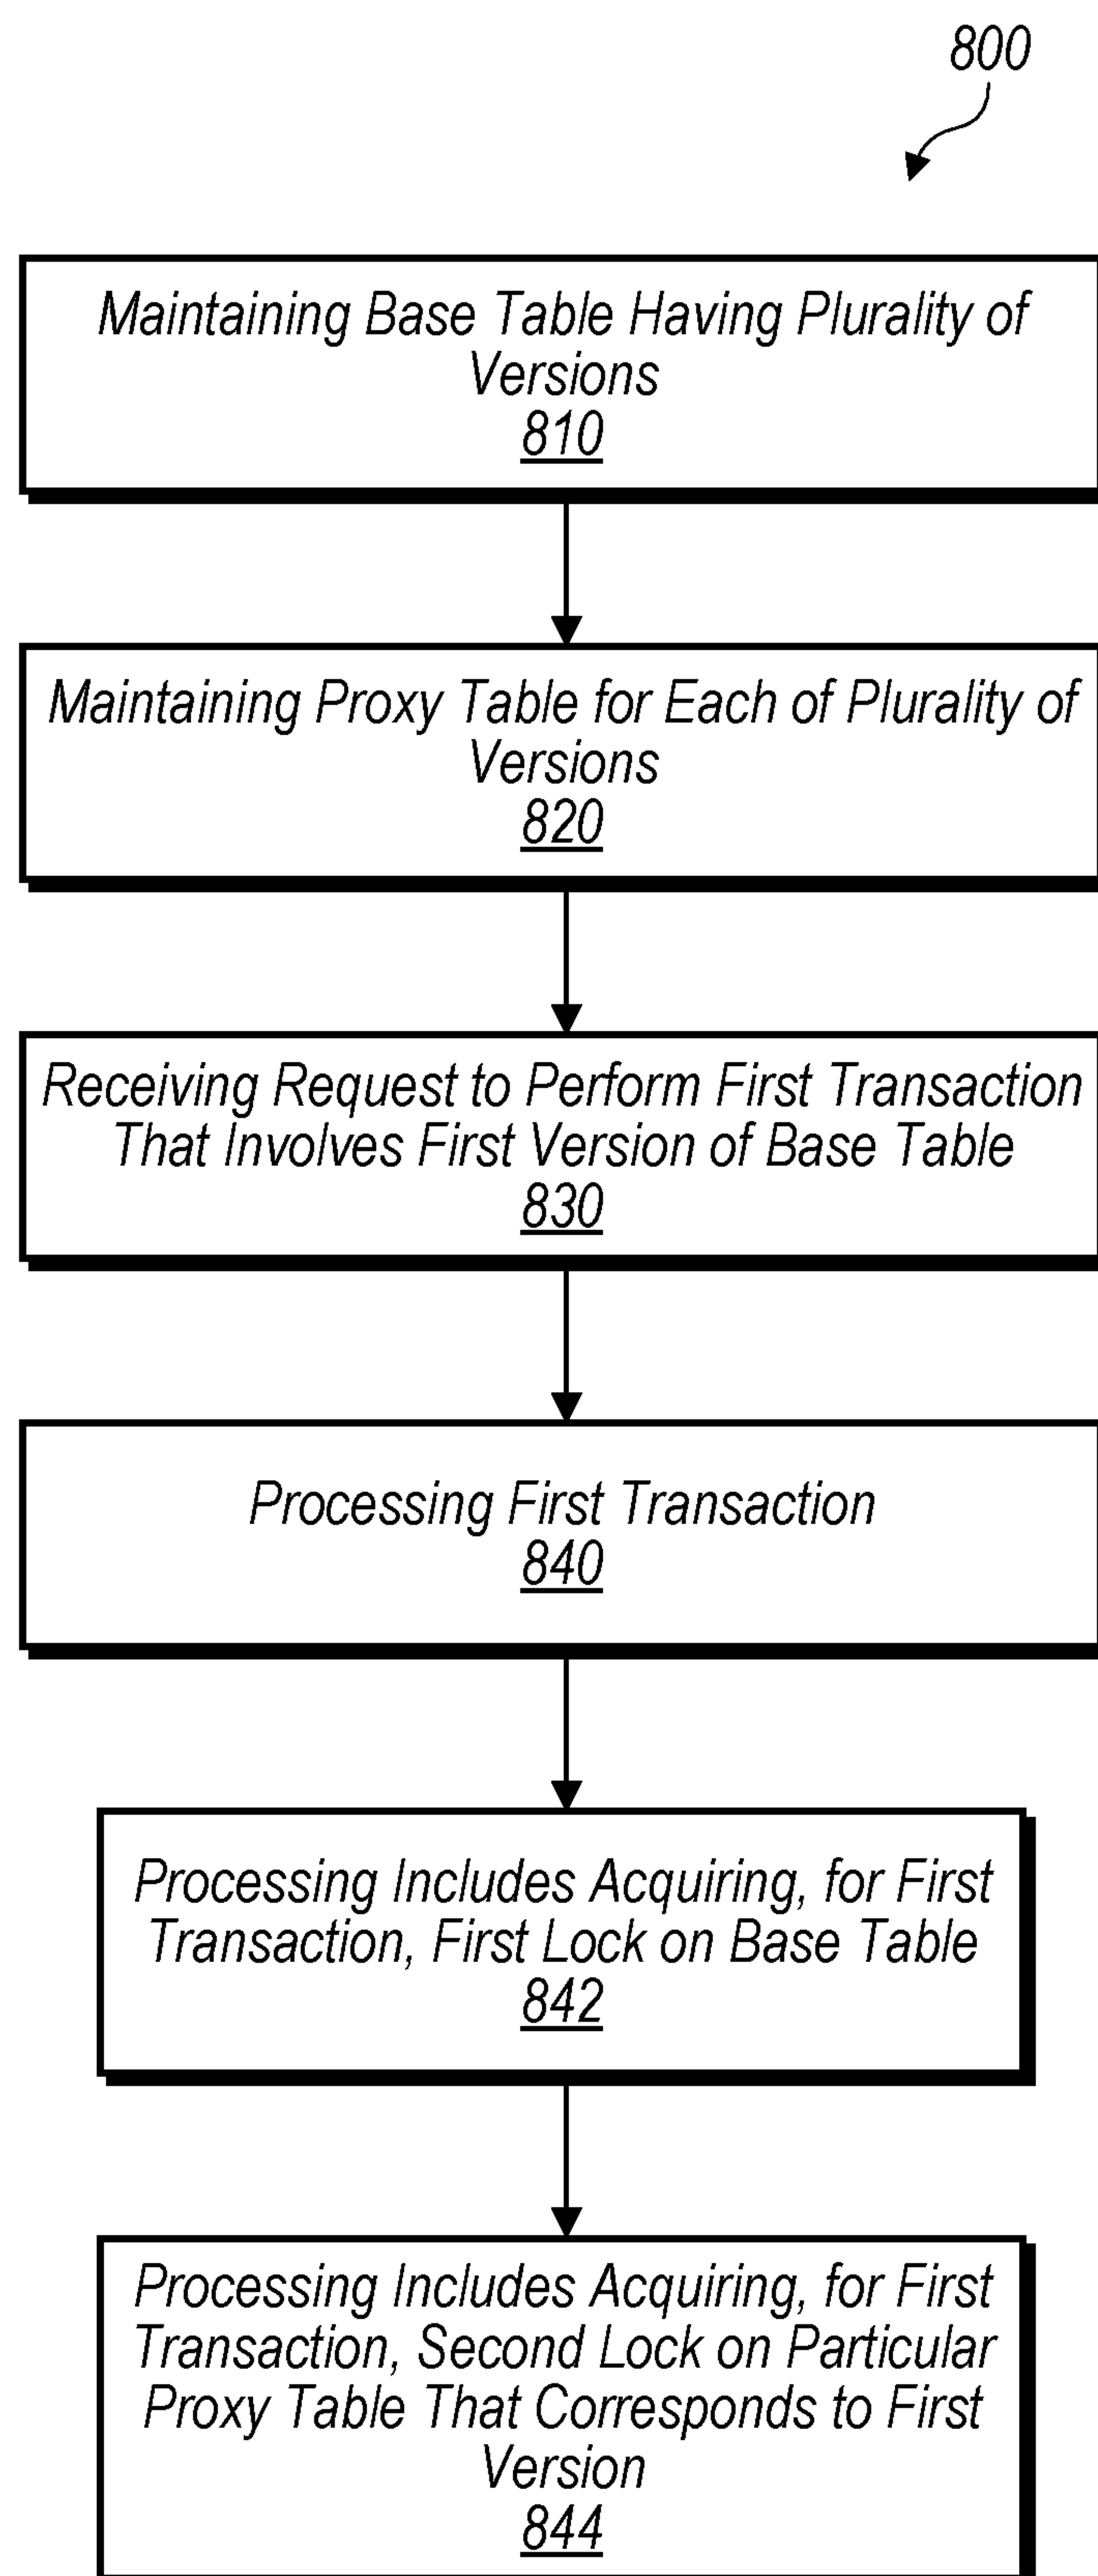 800
Maintaining Base Table Having Plurality of
Versions
810
Maintaining Proxy Table for Each of Plurality of
Versions
820
Receiving Request to Perform First Transaction
That Involves First Version of Base Table
830
Processing First Transaction
840
Processing Includes Acquiring, for First
Transaction, First Lock on Base Table
842
Processing Includes Acquiring, for First
Transaction, Second Lock on Particular
Proxy Table That Corresponds to First
Version
844